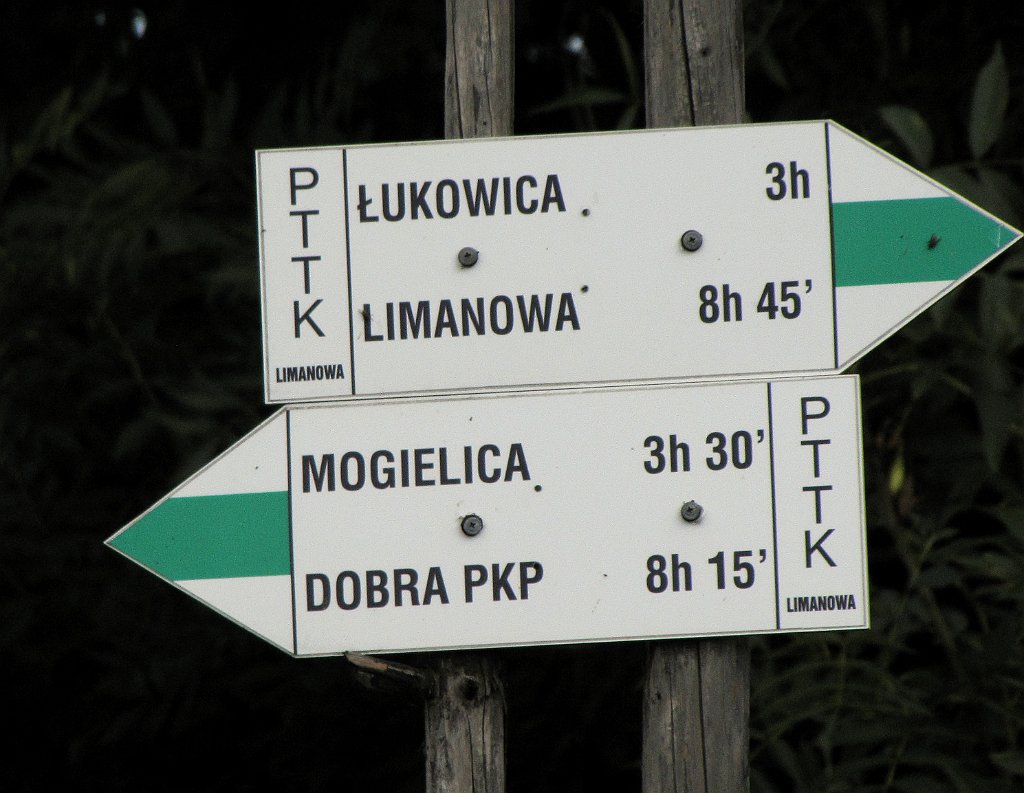 PTTK
LIMANOWA
ŁUKOWICA 3h
LIMANOWA 8h 45’
MOGIELICA 3h 30’
DOBRA PKP 8h 15’
PTTK
LIMANOWA